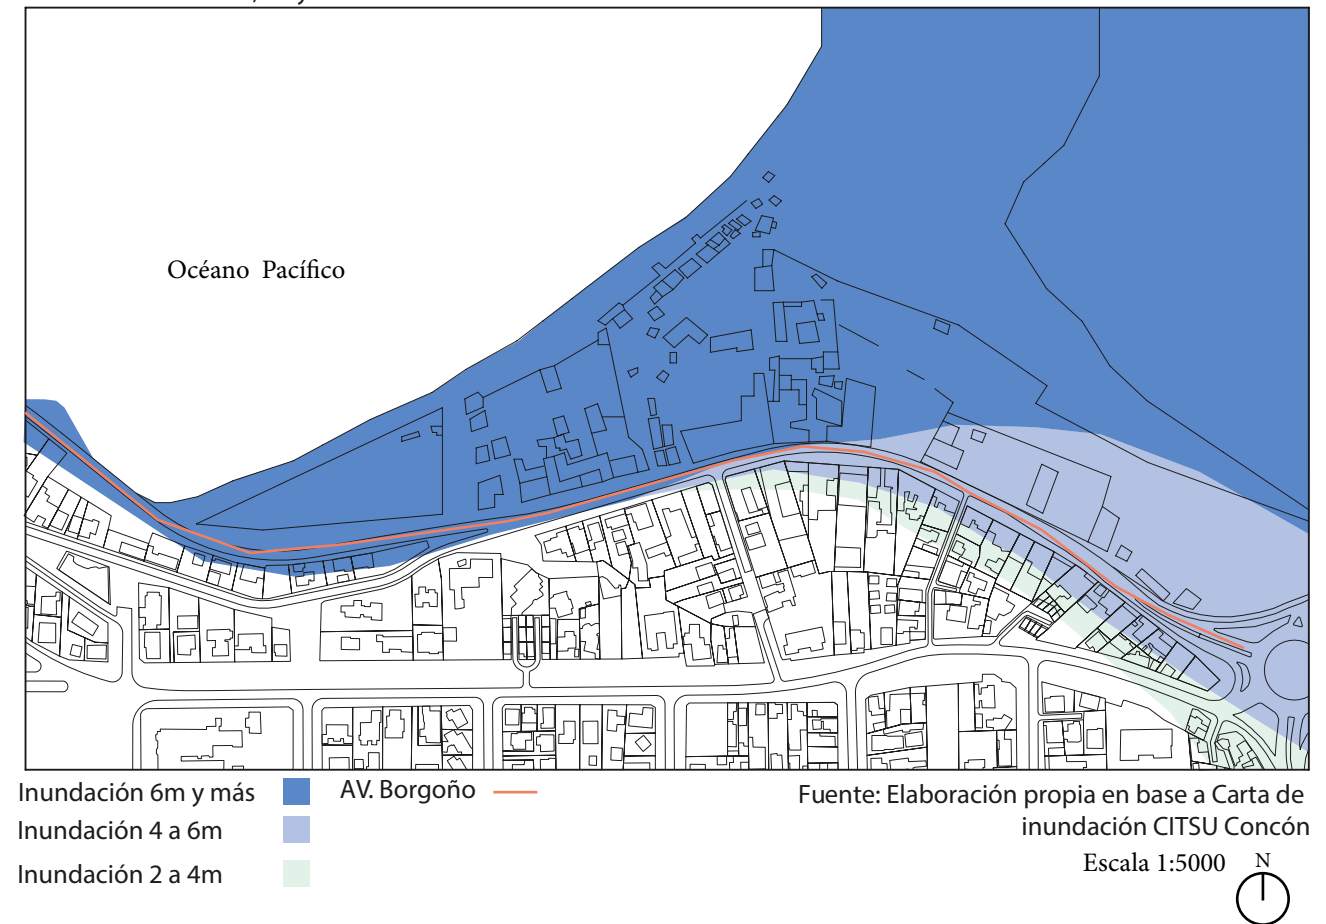 Océano Pacífico
Inundación 6m y más
AV. Borgoño
Inundación 4 a 6m
Inundación 2 a 4m
Fuente: Elaboración propia en base a Carta de
inundación CITSU Concón
Escala 1:5000
N